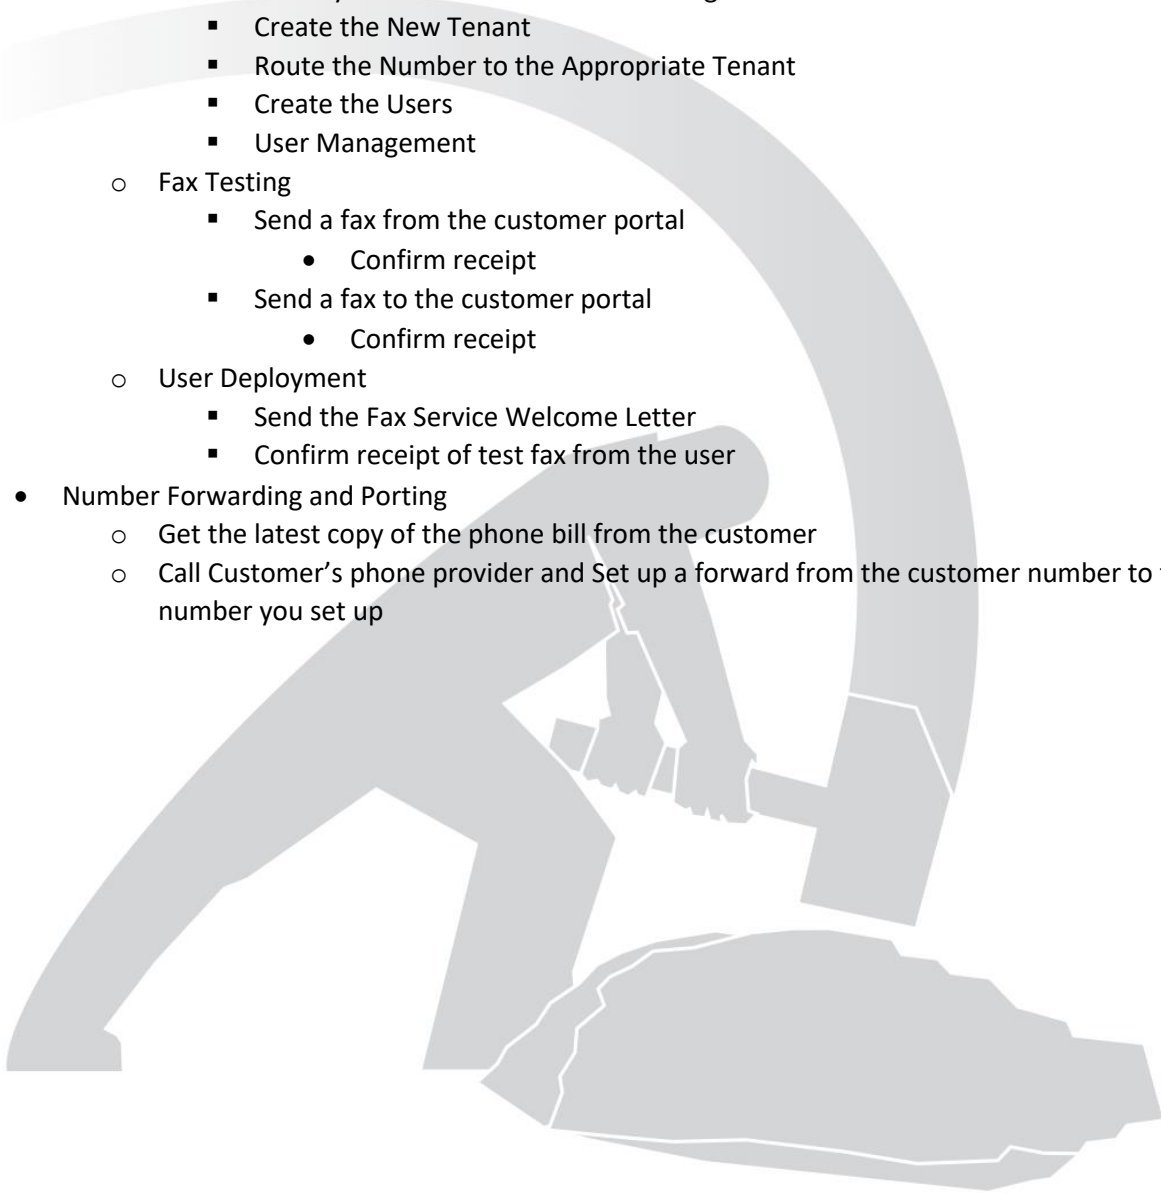 ▪ Create the New Tenant
▪ Route the Number to the Appropriate Tenant
▪ Create the Users
▪ User Management
o Fax Testing
▪ Send a fax from the customer portal
• Confirm receipt
▪ Send a fax to the customer portal
• Confirm receipt
o User Deployment
▪ Send the Fax Service Welcome Letter
▪ Confirm receipt of test fax from the user
• Number Forwarding and Porting
o Get the latest copy of the phone bill from the customer
o Call Customer’s phone provider and Set up a forward from the customer number to
number you set up